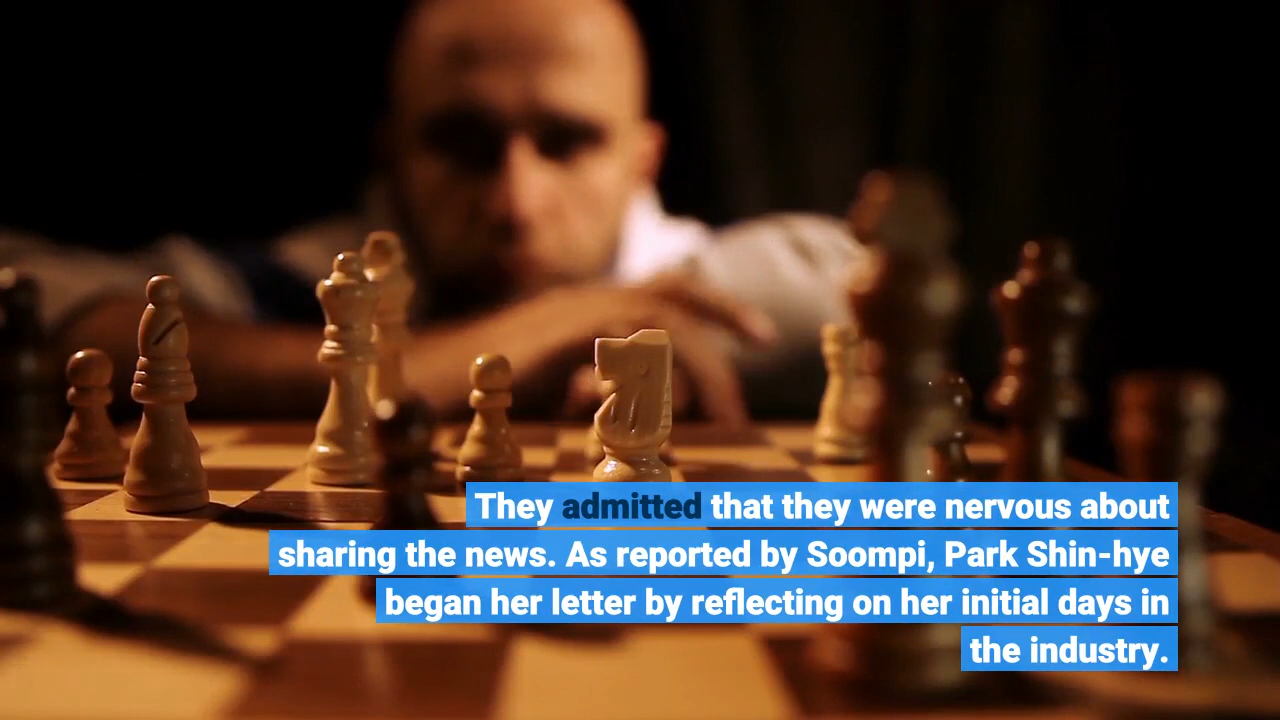 They admitted that they were nervous about
sharing the news. As reported by Soompi, Park Shin-hye
began her letter by reflecting on her initial days in
the industry.